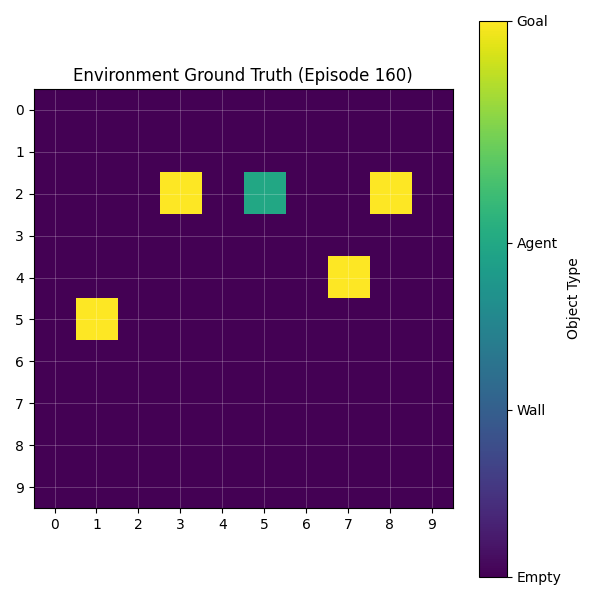 Environment Ground Truth (Episode 160)
0
1
2
3
4
5
6
7
8
9
0 1 2 3 4 5 6 7 8 9
Goal
Agent
Wall
Empty
Object Type